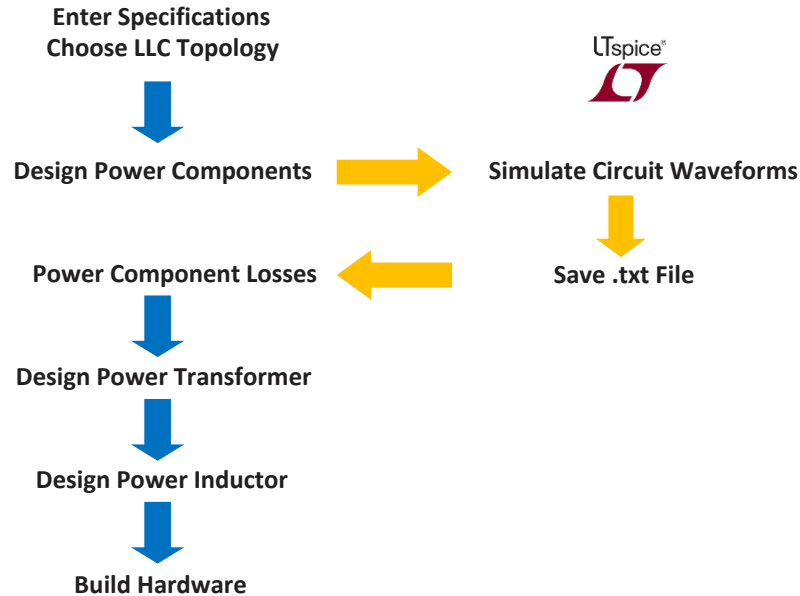 Enter Specifications
Choose LLC Topology
LTspice®
Design Power Components
Simulate Circuit Waveforms
Power Component Losses
Save .txt File
Design Power Transformer
Design Power Inductor
Build Hardware